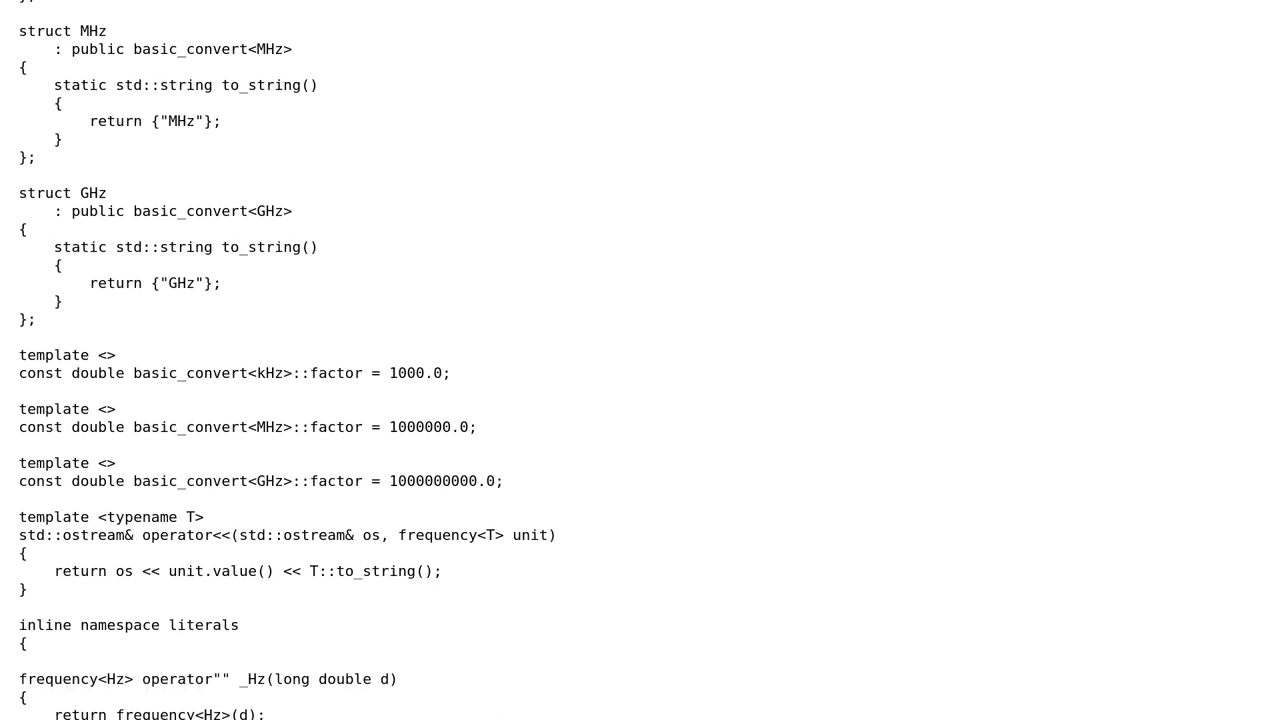 };
struct MHz
    : public basic_convert<MHz>
{
    static std::string to_string()
    {
        return {"MHz"};
    }
};
struct GHz
    : public basic_convert<GHz>
{
    static std::string to_string()
    {
        return {"GHz"};
    }
};
template <>
const double basic_convert<kHz>::factor = 1000.0;
template <>
const double basic_convert<MHz>::factor = 1000000.0;
template <>
const double basic_convert<GHz>::factor = 1000000000.0;
template <typename T>
std::ostream& operator<<(std::ostream& os, frequency<T> unit)
{
    return os << unit.value() << T::to_string();
}
inline namespace literals
{
frequency<Hz> operator"" _Hz(long double d)
{
    return frequency<Hz>(d);